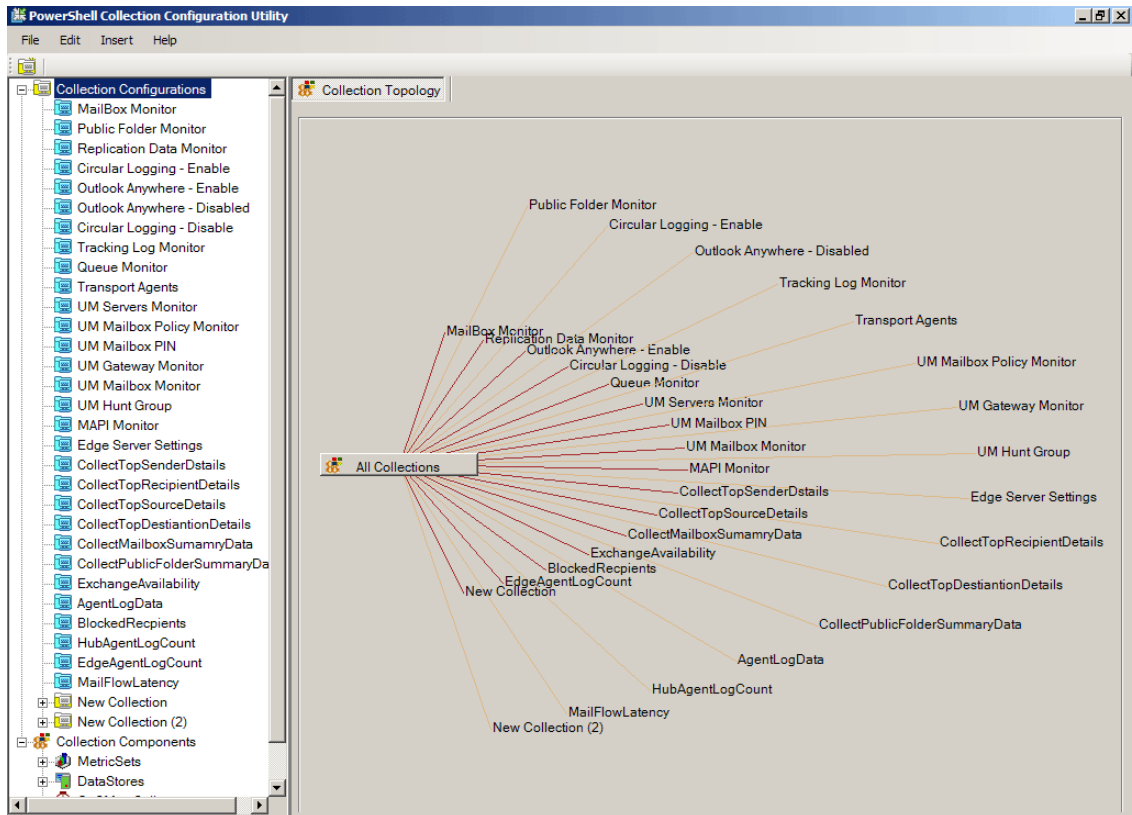 PowerShell Collection Configuration Utility
File Edit Insert Help
Collection Configurations
MailBox Monitor
Public Folder Monitor
Replication Data Monitor
Circular Logging - Enable
Outlook Anywhere - Enable
Outlook Anywhere - Disabled
Circular Logging - Disable
Tracking Log Monitor
Queue Monitor
Transport Agents
UM Servers Monitor
UM Mailbox Policy Monitor
UM Mailbox PIN
UM Gateway Monitor
UM Mailbox Monitor
UM Hunt Group
MAPI Monitor
Edge Server Settings
CollectTopSenderDstails
CollectTopRecipientDetails
CollectTopSourceDetails
CollectTopDestiantionDetails
CollectMailboxSumamryData
CollectPublicFolderSummaryDa
ExchangeAvailability
AgentLogData
BlockedRecpients
HubAgentLogCount
EdgeAgentLogCount
MailFlowLatency
New Collection
New Collection (2)
Collection Components
MetricSets
DataStores
Collection Topology
Public Folder Monitor
Circular Logging - Enable
Outlook Anywhere - Disabled
Tracking Log Monitor
Transport Agents
MailBox Monitor
Replication Data Monitor
Outlook Anywhere - Enable
Circular Logging - Disable
UM Mailbox Policy Monitor
Queue Monitor
UM Servers Monitor
UM Gateway Monitor
UM Mailbox PIN
UM Mailbox Monitor
UM Hunt Group
All Collections
MAPI Monitor
CollectTopSenderDstails
Edge Server Settings
CollectTopSourceDetails
CollectMailboxSumamryData
CollectTopRecipientDetails
ExchangeAvailability
BlockedRecpients
EdgeAgentLogCount
CollectTopDestiantionDetails
New Collection
CollectPublicFolderSummaryData
AgentLogData
HubAgentLogCount
MailFlowLatency
New Collection (2)